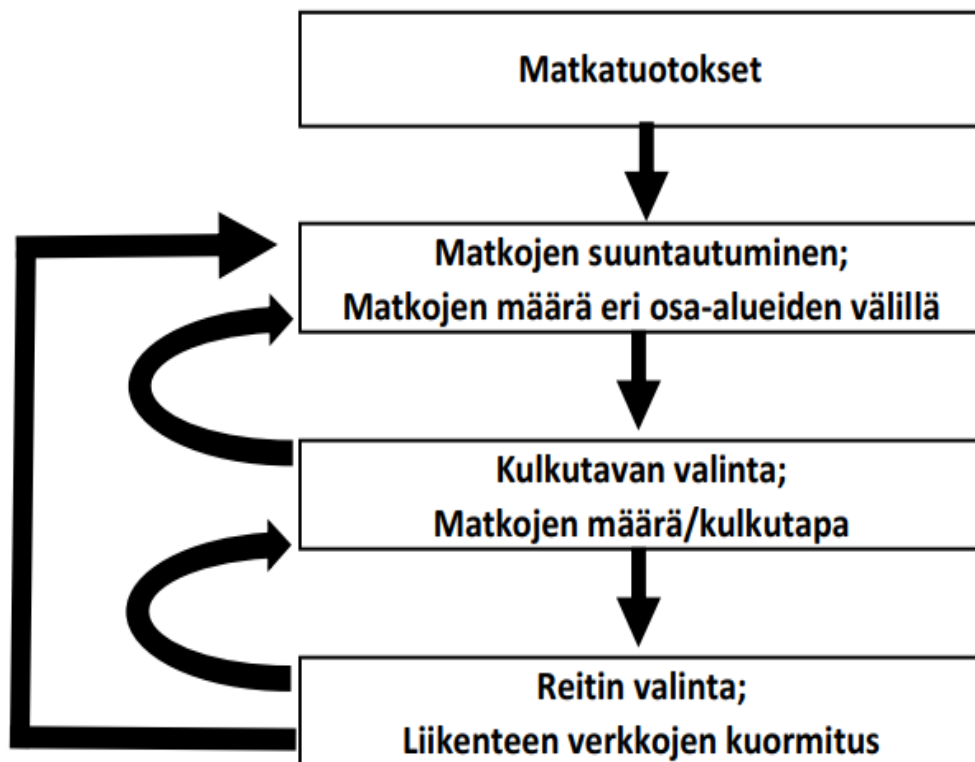 Matkatuotokset
Matkojen suuntautuminen;
Matkojen määrä eri osa-alueiden välillä
Kulkutavan valinta;
Matkojen määrä/kulkutapa
Reitin valinta;
Liikenteen verkkojen kuormitus